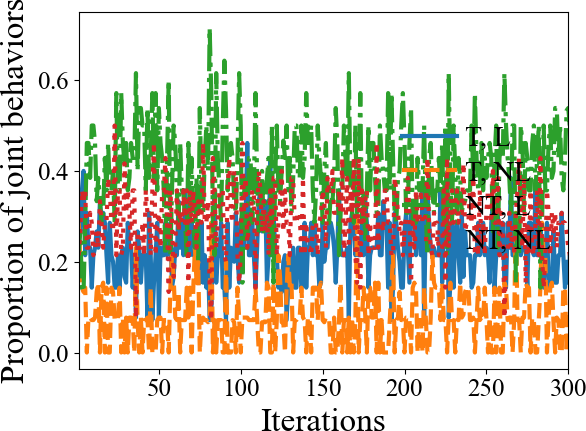 Proportion of joint behaviors
0.6
0.4
0.2
0.0
T, L
T, NL
NT, L
NT, NL
50
100
150
200
250
300
Iterations